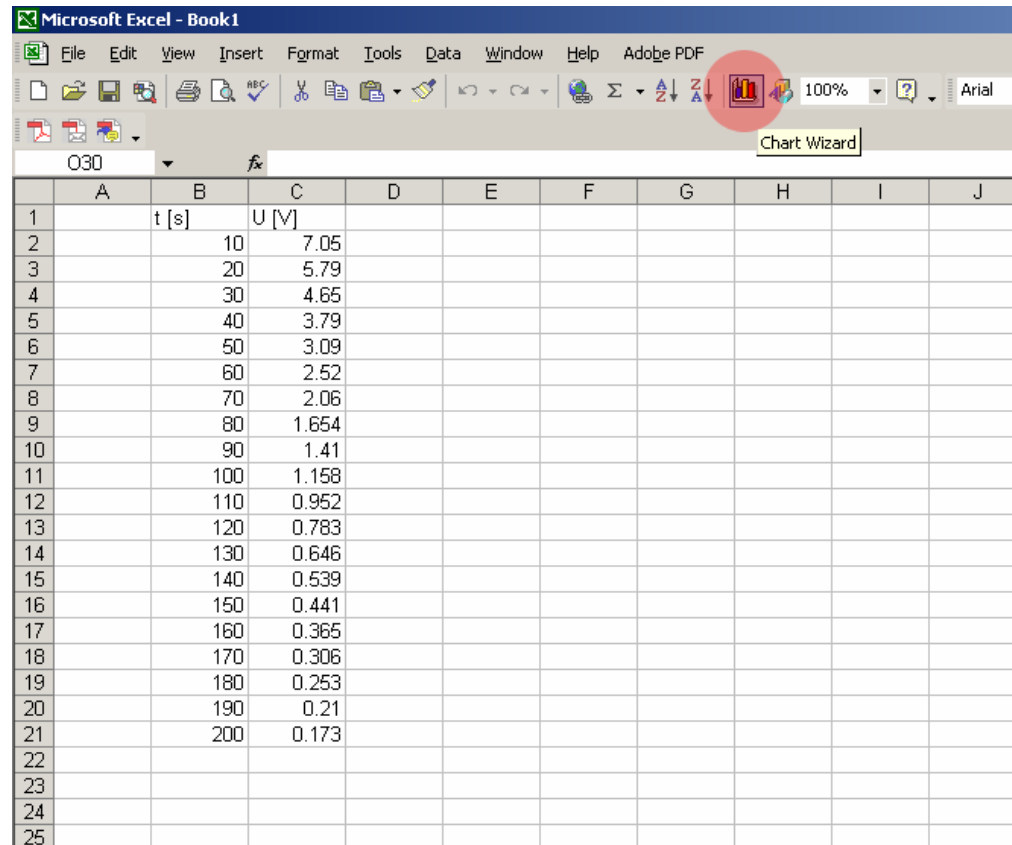 Microsoft Excel - Book1
File Edit View Insert Format Tools Data Window Help Adobe PDF
ABC Σ A Z Z A 100% ? Arial
Chart Wizard
O30 fx
A B C D E F G H I J
1 t [s] U [V]
2 10 7.05
3 20 5.79
4 30 4.65
5 40 3.79
6 50 3.09
7 60 2.52
8 70 2.06
9 80 1.654
10 90 1.41
11 100 1.158
12 110 0.952
13 120 0.783
14 130 0.646
15 140 0.539
16 150 0.441
17 160 0.365
18 170 0.306
19 180 0.253
20 190 0.21
21 200 0.173
22
23
24
25